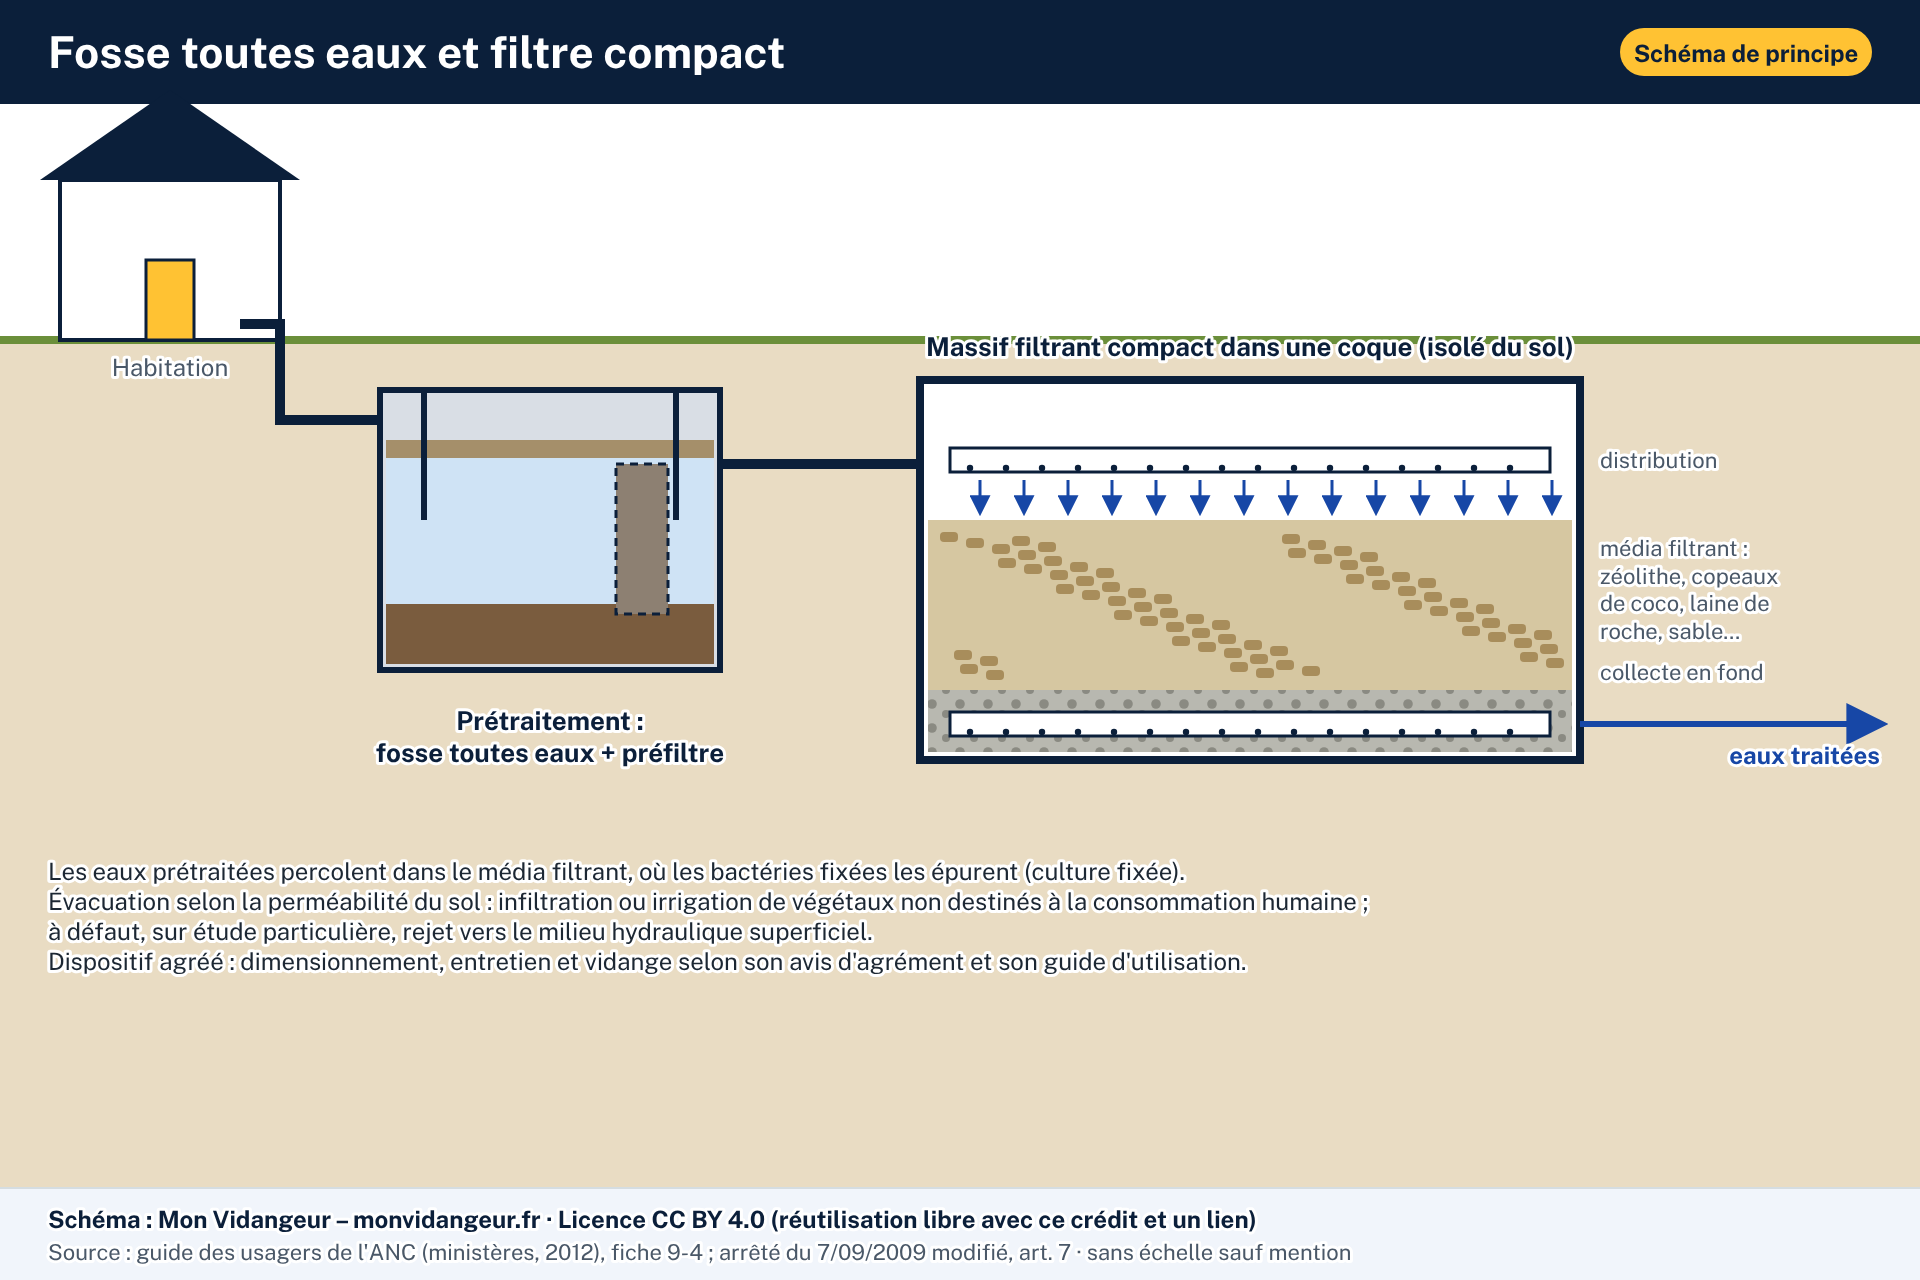 Fosse toutes eaux et filtre compact
Schéma de principe
Habitation
Massif filtrant compact dans une coque (isolé du sol)
distribution
média filtrant :
zéolithe, copeaux
de coco, laine de
roche, sable...
collecte en fond
eaux traitées
Prétraitement :
fosse toutes eaux + préfiltre
Les eaux prétraitées percolent dans le média filtrant, où les bactéries fixées les épurent (culture fixée).
Évacuation selon la perméabilité du sol : infiltration ou irrigation de végétaux non destinés à la consommation humaine ;
à défaut, sur étude particulière, rejet vers le milieu hydraulique superficiel.
Dispositif agréé : dimensionnement, entretien et vidange selon son avis d'agrément et son guide d'utilisation.
Schéma : Mon Vidangeur – monvidangeur.fr · Licence CC BY 4.0 (réutilisation libre avec ce crédit et un lien)
Source : guide des usagers de l'ANC (ministères, 2012), fiche 9-4 ; arrêté du 7/09/2009 modifié, art. 7 · sans échelle sauf mention